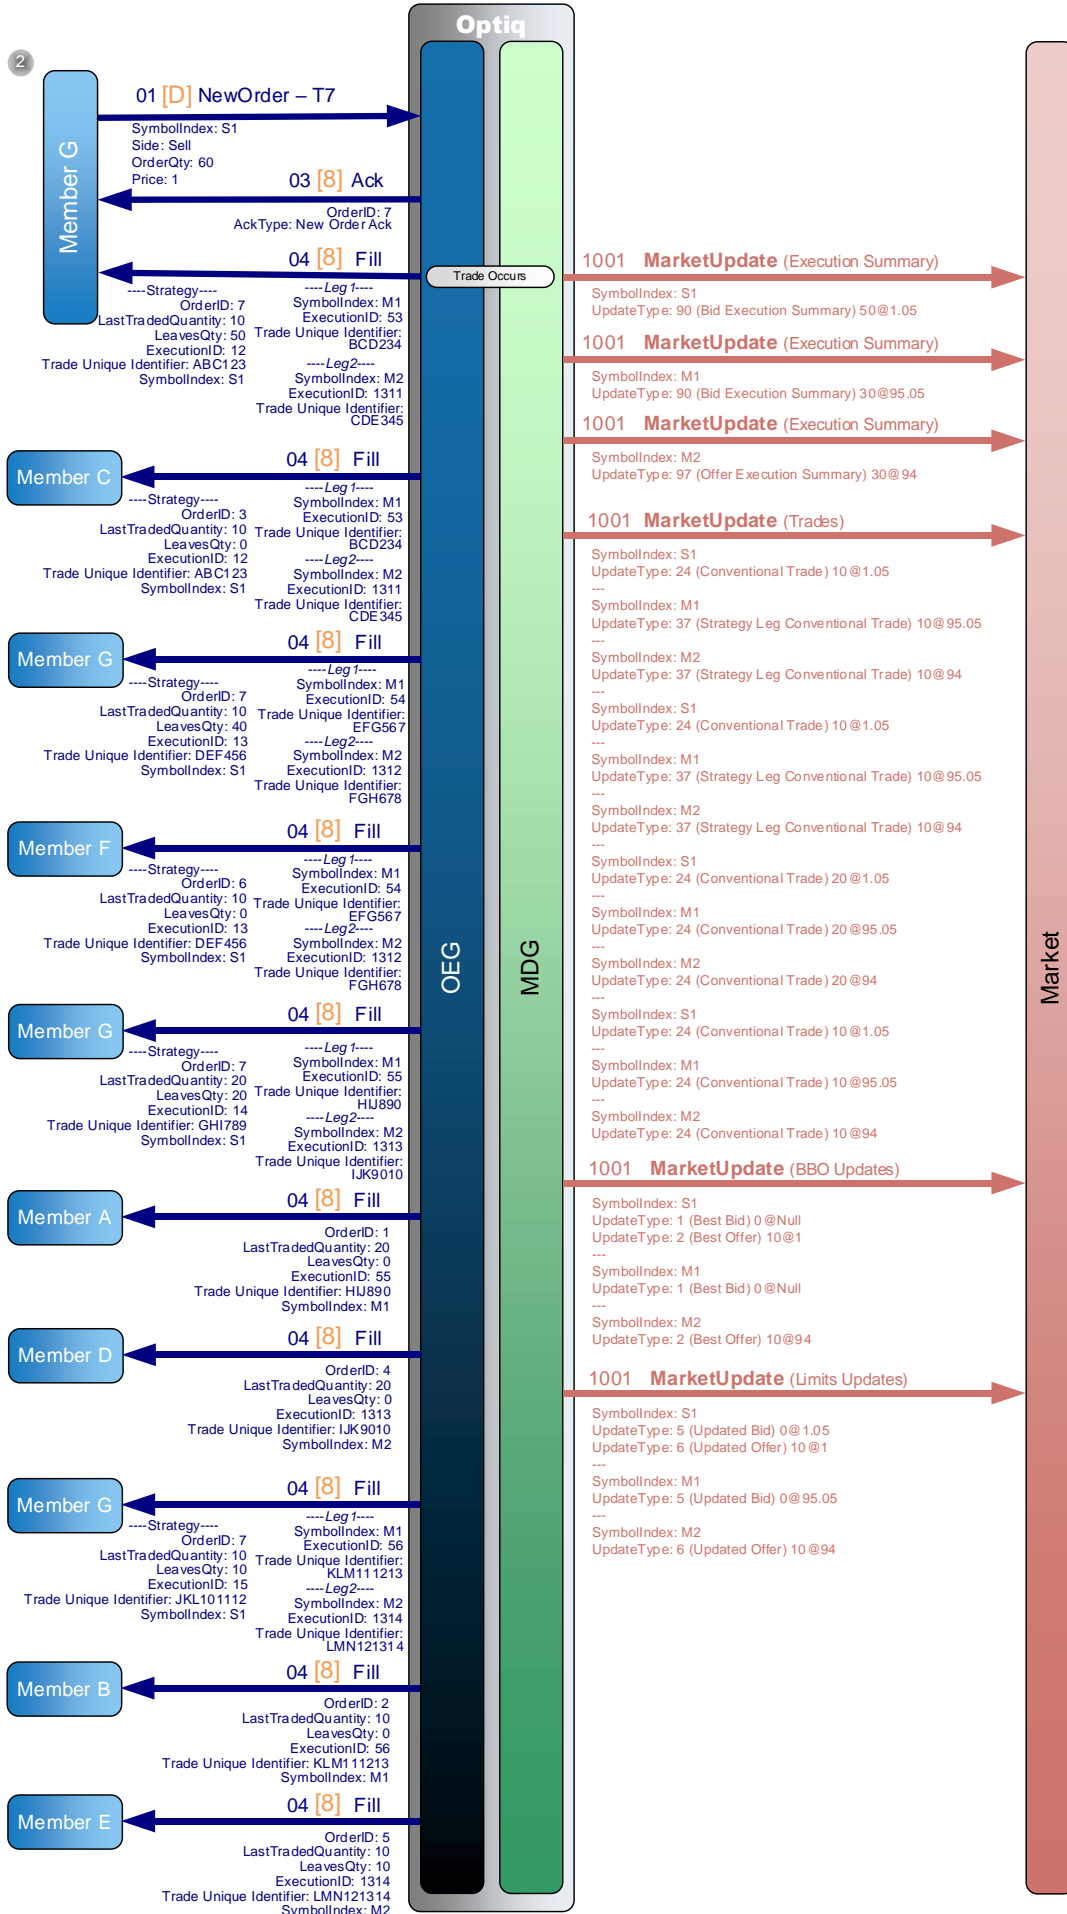 Optiq
2
Member G
01 [D] NewOrder – T7
SymbolIndex: S1
Side: Sell
OrderQty: 60
Price: 1
03 [8] Ack
OrderID: 7
AckType: New Order Ack
04 [8] Fill
----Strategy----
OrderID: 7
LastTradedQuantity: 10
LeavesQty: 50
ExecutionID: 12
Trade Unique Identifier: ABC123
SymbolIndex: S1
----Leg1----
SymbolIndex: M1
ExecutionID: 53
Trade Unique Identifier:
BCD234
----Leg2----
SymbolIndex: M2
ExecutionID: 1311
Trade Unique Identifier:
CDE345
Member C
04 [8] Fill
----Strategy----
OrderID: 3
LastTradedQuantity: 10
LeavesQty: 0
ExecutionID: 12
Trade Unique Identifier: ABC123
SymbolIndex: S1
----Leg1----
SymbolIndex: M1
ExecutionID: 53
Trade Unique Identifier:
BCD234
----Leg2----
SymbolIndex: M2
ExecutionID: 1311
Trade Unique Identifier:
CDE345
Member G
04 [8] Fill
----Strategy----
OrderID: 7
LastTradedQuantity: 10
LeavesQty: 40
ExecutionID: 13
Trade Unique Identifier: DEF456
SymbolIndex: S1
----Leg1----
SymbolIndex: M1
ExecutionID: 54
Trade Unique Identifier:
EFG567
----Leg2----
SymbolIndex: M2
ExecutionID: 1312
Trade Unique Identifier:
FGH678
Member F
04 [8] Fill
----Strategy----
OrderID: 6
LastTradedQuantity: 10
LeavesQty: 0
ExecutionID: 13
Trade Unique Identifier: DEF456
SymbolIndex: S1
----Leg1----
SymbolIndex: M1
ExecutionID: 54
Trade Unique Identifier:
EFG567
----Leg2----
SymbolIndex: M2
ExecutionID: 1312
Trade Unique Identifier:
FGH678
Member G
04 [8] Fill
----Strategy----
OrderID: 7
LastTradedQuantity: 20
LeavesQty: 20
ExecutionID: 14
Trade Unique Identifier: GHI789
SymbolIndex: S1
----Leg1----
SymbolIndex: M1
ExecutionID: 55
Trade Unique Identifier:
HIJ890
----Leg2----
SymbolIndex: M2
ExecutionID: 1313
Trade Unique Identifier:
IJK9010
Member A
04 [8] Fill
OrderID: 1
LastTradedQuantity: 20
LeavesQty: 0
ExecutionID: 55
Trade Unique Identifier: HIJ890
SymbolIndex: M1
Member D
04 [8] Fill
OrderID: 4
LastTradedQuantity: 20
LeavesQty: 0
ExecutionID: 1313
Trade Unique Identifier: IJK9010
SymbolIndex: M2
Member G
04 [8] Fill
----Strategy----
OrderID: 7
LastTradedQuantity: 10
LeavesQty: 10
ExecutionID: 15
Trade Unique Identifier: JKL101112
SymbolIndex: S1
----Leg1----
SymbolIndex: M1
ExecutionID: 56
Trade Unique Identifier:
KLM111213
----Leg2----
SymbolIndex: M2
ExecutionID: 1314
Trade Unique Identifier:
LMN121314
Member B
04 [8] Fill
OrderID: 2
LastTradedQuantity: 10
LeavesQty: 0
ExecutionID: 56
Trade Unique Identifier: KLM111213
SymbolIndex: M1
Member E
04 [8] Fill
OrderID: 5
LastTradedQuantity: 10
LeavesQty: 10
ExecutionID: 1314
Trade Unique Identifier: LMN121314
SymbolIndex: M2
OEG
MDG
Trade Occurs
1001 MarketUpdate (Execution Summary)
SymbolIndex: S1
UpdateType: 90 (Bid Execution Summary) 50@1.05
1001 MarketUpdate (Execution Summary)
SymbolIndex: M1
UpdateType: 90 (Bid Execution Summary) 30@95.05
1001 MarketUpdate (Execution Summary)
SymbolIndex: M2
UpdateType: 97 (Offer Execution Summary) 30@94
1001 MarketUpdate (Trades)
SymbolIndex: S1
UpdateType: 24 (Conventional Trade) 10@1.05
---
SymbolIndex: M1
UpdateType: 37 (Strategy Leg Conventional Trade) 10@95.05
---
SymbolIndex: M2
UpdateType: 37 (Strategy Leg Conventional Trade) 10@94
---
SymbolIndex: S1
UpdateType: 24 (Conventional Trade) 10@1.05
---
SymbolIndex: M1
UpdateType: 37 (Strategy Leg Conventional Trade) 10@95.05
---
SymbolIndex: M2
UpdateType: 37 (Strategy Leg Conventional Trade) 10@94
---
SymbolIndex: S1
UpdateType: 24 (Conventional Trade) 20@1.05
---
SymbolIndex: M1
UpdateType: 24 (Conventional Trade) 20@95.05
---
SymbolIndex: M2
UpdateType: 24 (Conventional Trade) 20@94
---
SymbolIndex: S1
UpdateType: 24 (Conventional Trade) 10@1.05
---
SymbolIndex: M1
UpdateType: 24 (Conventional Trade) 10@95.05
---
SymbolIndex: M2
UpdateType: 24 (Conventional Trade) 10@94
1001 MarketUpdate (BBO Updates)
SymbolIndex: S1
UpdateType: 1 (Best Bid) 0@Null
UpdateType: 2 (Best Offer) 10@1
---
SymbolIndex: M1
UpdateType: 1 (Best Bid) 0@Null
---
SymbolIndex: M2
UpdateType: 2 (Best Offer) 10@94
1001 MarketUpdate (Limits Updates)
SymbolIndex: S1
UpdateType: 5 (Updated Bid) 0@1.05
UpdateType: 6 (Updated Offer) 10@1
---
SymbolIndex: M1
UpdateType: 5 (Updated Bid) 0@95.05
---
SymbolIndex: M2
UpdateType: 6 (Updated Offer) 10@94
Market